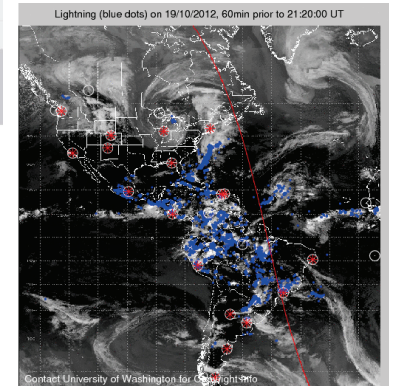 Lightning (blue dots) on 19/10/2012, 60min prior to 21:20:00 UT
Contact University of Washington for Copyright Info